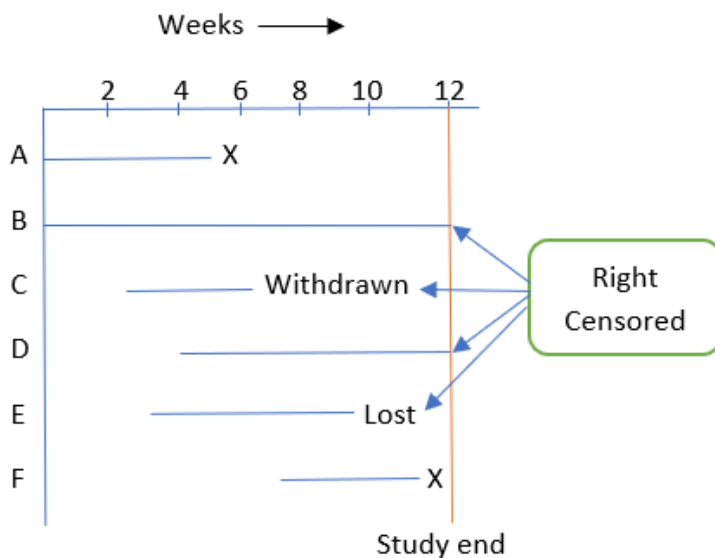 Weeks
2 4 6 8 10 12
A X
B
C Withdrawn
Right
Censored
D
E Lost
F X
Study end